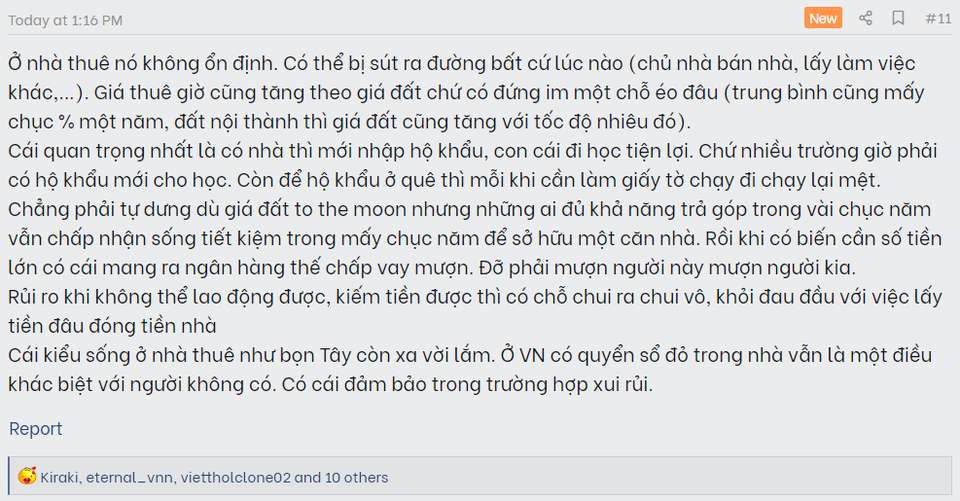 Today at 1:16 PM
New
#11
Ở nhà thuê nó không ổn định. Có thể bị sút ra đường bất cứ lúc nào (chủ nhà bán nhà, lấy làm việc
khác,...). Giá thuê giờ cũng tăng theo giá đất chứ có đứng im một chỗ éo đâu (trung bình cũng mấy
chục % một năm, đất nội thành thì giá đất cũng tăng với tốc độ nhiêu đó).
Cái quan trọng nhất là có nhà thì mới nhập hộ khẩu, con cái đi học tiện lợi. Chứ nhiều trường giờ phải
có hộ khẩu mới cho học. Còn để hộ khẩu ở quê thì mỗi khi cần làm giấy tờ chạy đi chạy lại mệt.
Chẳng phải tự dưng dù giá đất to the moon nhưng những ai đủ khả năng trả góp trong vài chục năm
vẫn chấp nhận sống tiết kiệm trong mấy chục năm để sở hữu một căn nhà. Rồi khi có biến cần số tiền
lớn có cái mang ra ngân hàng thế chấp vay mượn. Đỡ phải mượn người này mượn người kia.
Rủi ro khi không thể lao động được, kiếm tiền được thì có chỗ chui ra chui vô, khỏi đau đầu với việc lấy
tiền đâu đóng tiền nhà
Cái kiểu sống ở nhà thuê như bọn Tây còn xa vời lắm. Ở VN có quyển sổ đỏ trong nhà vẫn là một điều
khác biệt với người không có. Có cái đảm bảo trong trường hợp xui rủi.
Report
Kiraki, eternal_vnn, viettholclone02 and 10 others